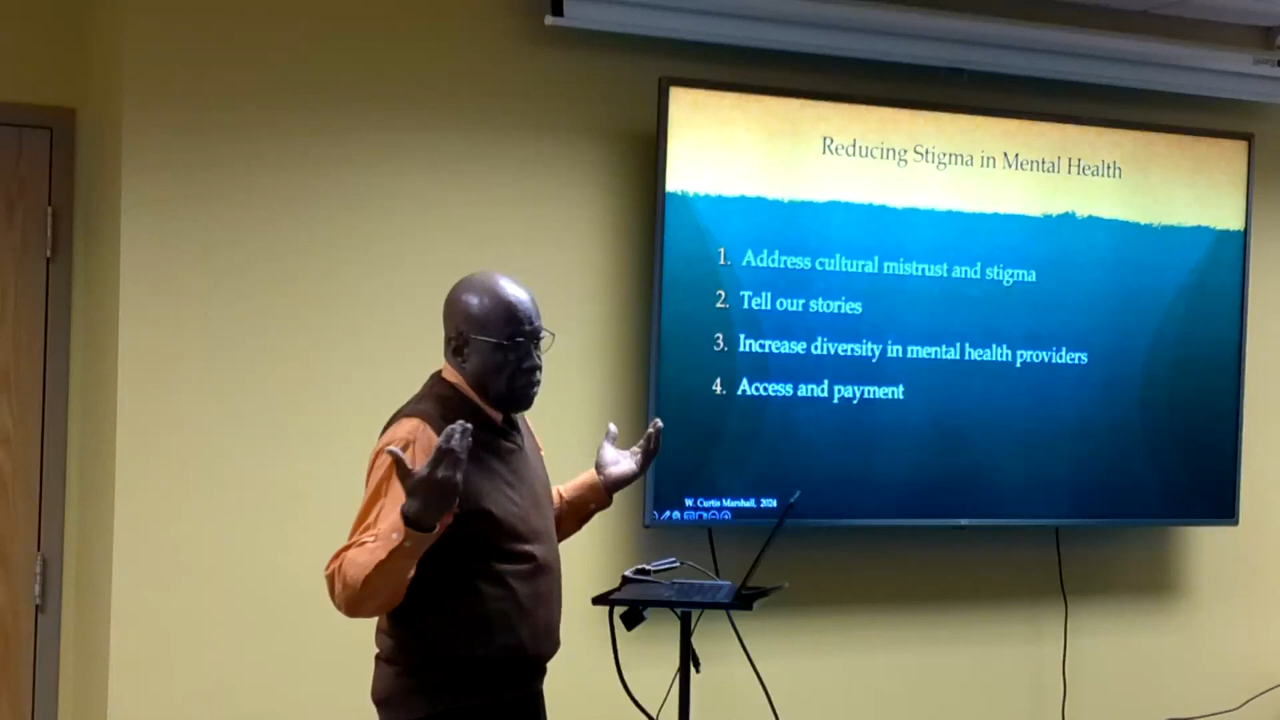 Reducing Stigma in Mental Health
1. Address cultural mistrust and stigma
2. Tell our stories
3. Increase diversity in mental health providers
4. Access and payment
W. Curtis Marshall, 2024